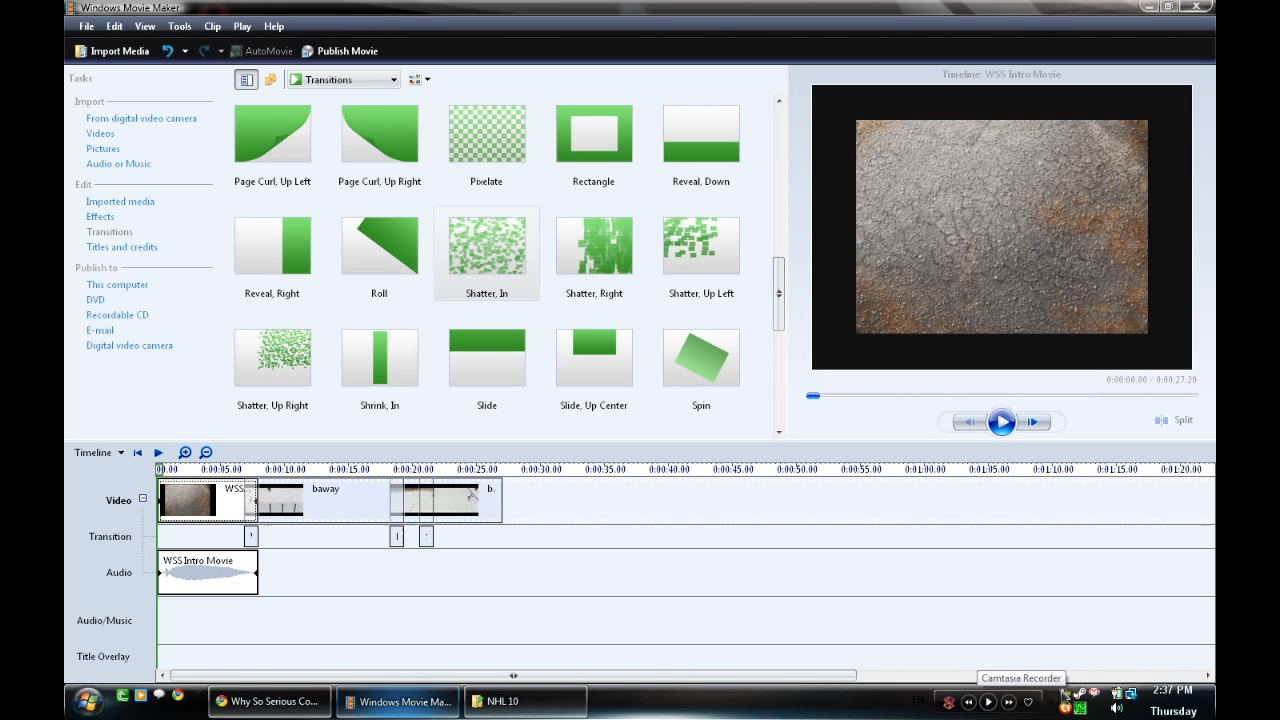 Windows Movie Maker
File Edit View Tools Clip Play Help
Import Media AutoMovie Publish Movie
Tasks
Import
From digital video camera
Videos
Pictures
Audio or Music
Edit
Imported media
Effects
Transitions
Titles and credits
Publish to
This computer
DVD
Recordable CD
E-mail
Digital video camera
Transitions
Page Curl, Up Left Page Curl, Up Right Pixelate Rectangle Reveal, Down
Reveal, Right Roll Shatter, In Shatter, Right Shatter, Up Left
Shatter, Up Right Shrink, In Slide Slide, Up Center Spin
Timeline: WSS Intro Movie
0:00:00.00 / 0:00:27.20
Split
Timeline
0:00:05.00 0:00:10.00 0:00:15.00 0:00:20.00 0:00:25.00 0:00:30.00 0:00:35.00 0:00:40.00 0:00:45.00 0:00:50.00 0:00:55.00 0:01:00.00 0:01:05.00 0:01:10.00 0:01:15.00 0:01:20.00
Video WSS... baway b.
Transition
Audio WSS Intro Movie
Audio/Music
Title Overlay
Camtasia Recorder
Why So Serious Co... Windows Movie Ma... NHL 10 EN 2:37 PM
Thursday